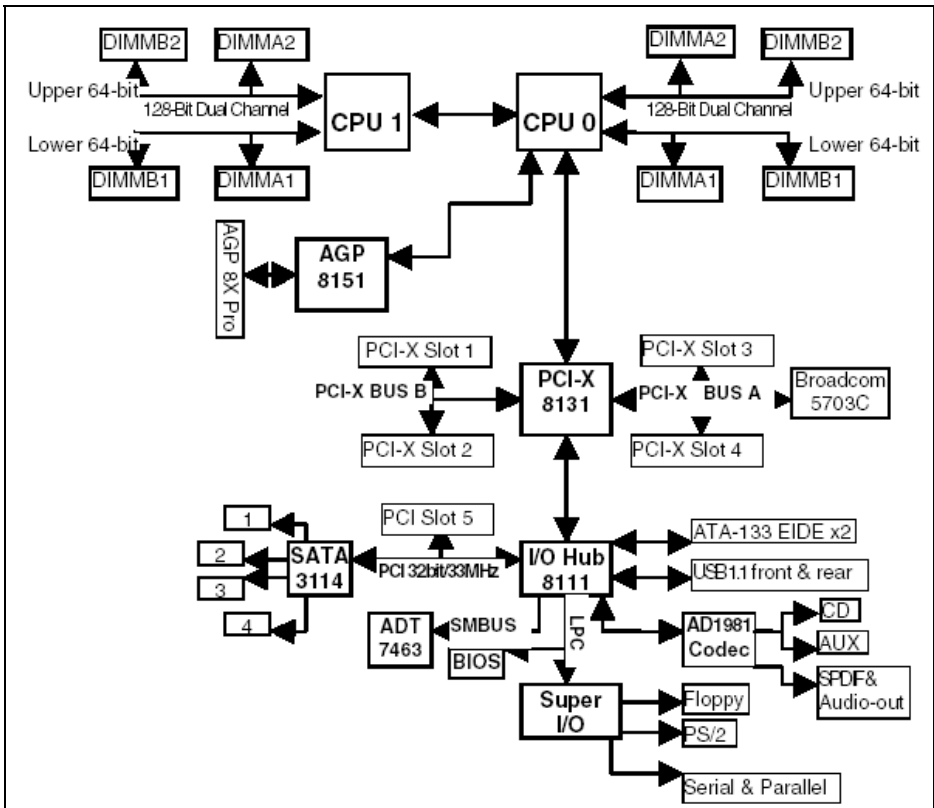 DIMMB2
DIMMA2
DIMMA2
DIMMB2
Upper 64-bit
128-Bit Dual Channel
CPU 1
CPU 0
128-Bit Dual Channel
Upper 64-bit
Lower 64-bit
Lower 64-bit
DIMMB1
DIMMA1
DIMMA1
DIMMB1
AGP 8X Pro
AGP
8151
PCI-X Slot 1
PCI-X Slot 3
PCI-X BUS B
PCI-X
8131
PCI-X BUS A
Broadcom
5703C
PCI-X Slot 2
PCI-X Slot 4
1
2
3
4
SATA
3114
PCI Slot 5
PCI 32bit/33MHz
I/O Hub
8111
ATA-133 EIDE x2
USB1.1 front & rear
ADT
7463
SMBUS
BIOS
LPC
AD1981
Codec
CD
AUX
SPDIF&
Audio-out
Super
I/O
Floppy
PS/2
Serial & Parallel